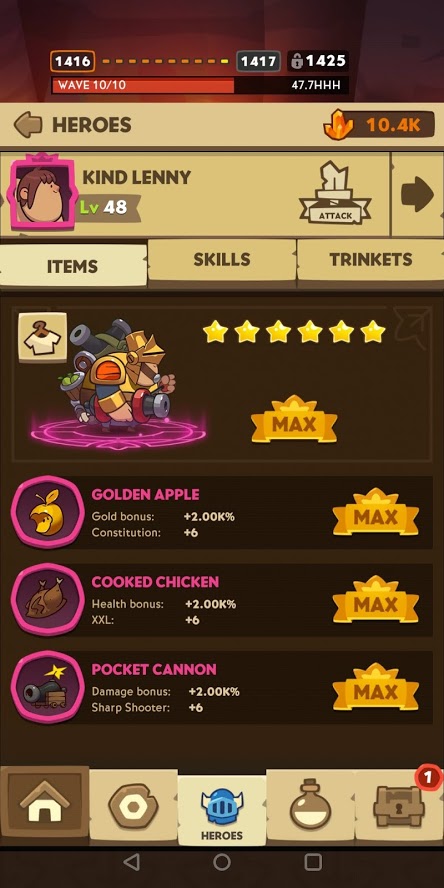 1416 1417 1425
WAVE 10/10 47.7HHH
HEROES 10.4K
KIND LENNY
Lv 48
ATTACK
ITEMS SKILLS TRINKETS
MAX
GOLDEN APPLE
Gold bonus: +2.00K%
Constitution: +6
MAX
COOKED CHICKEN
Health bonus: +2.00K%
XXL: +6
MAX
POCKET CANNON
Damage bonus: +2.00K%
Sharp Shooter: +6
MAX
1
HEROES